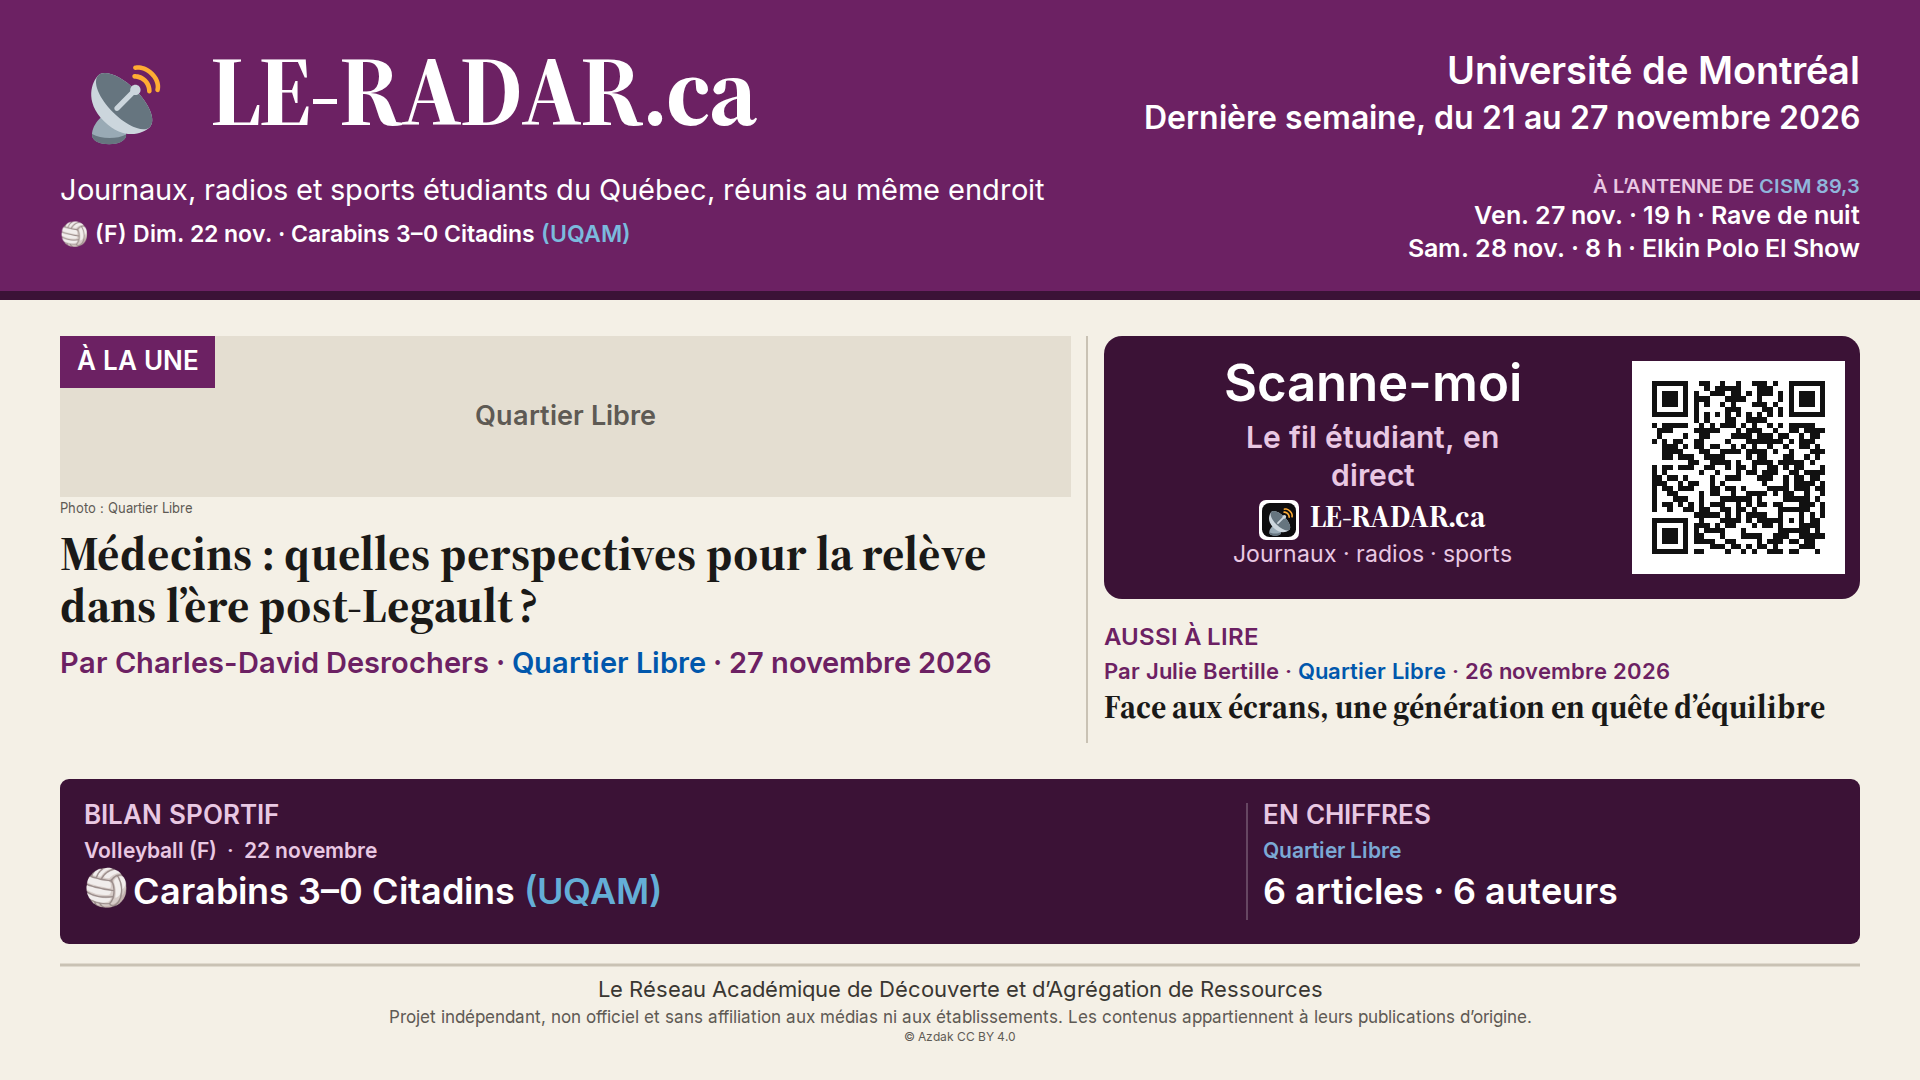 LE-RADAR.ca
Journaux, radios et sports étudiants du Québec, réunis au même endroit
(F) Dim. 22 nov. · Carabins 3–0 Citadins (UQAM)
Université de Montréal
Dernière semaine, du 21 au 27 novembre 2026
À L’ANTENNE DE CISM 89,3
Ven. 27 nov. · 19 h · Rave de nuit
Sam. 28 nov. · 8 h · Elkin Polo El Show
À LA UNE
Quartier Libre
Photo : Quartier Libre
Médecins : quelles perspectives pour la relève
dans l’ère post-Legault ?
Par Charles-David Desrochers · Quartier Libre · 27 novembre 2026
Scanne-moi
Le fil étudiant, en
direct
LE-RADAR.ca
Journaux · radios · sports
AUSSI À LIRE
Par Julie Bertille · Quartier Libre · 26 novembre 2026
Face aux écrans, une génération en quête d’équilibre
BILAN SPORTIF
Volleyball (F) · 22 novembre
Carabins 3–0 Citadins (UQAM)
EN CHIFFRES
Quartier Libre
6 articles · 6 auteurs
Le Réseau Académique de Découverte et d’Agrégation de Ressources
Projet indépendant, non officiel et sans affiliation aux médias ni aux établissements. Les contenus appartiennent à leurs publications d’origine.
© Azdak CC BY 4.0